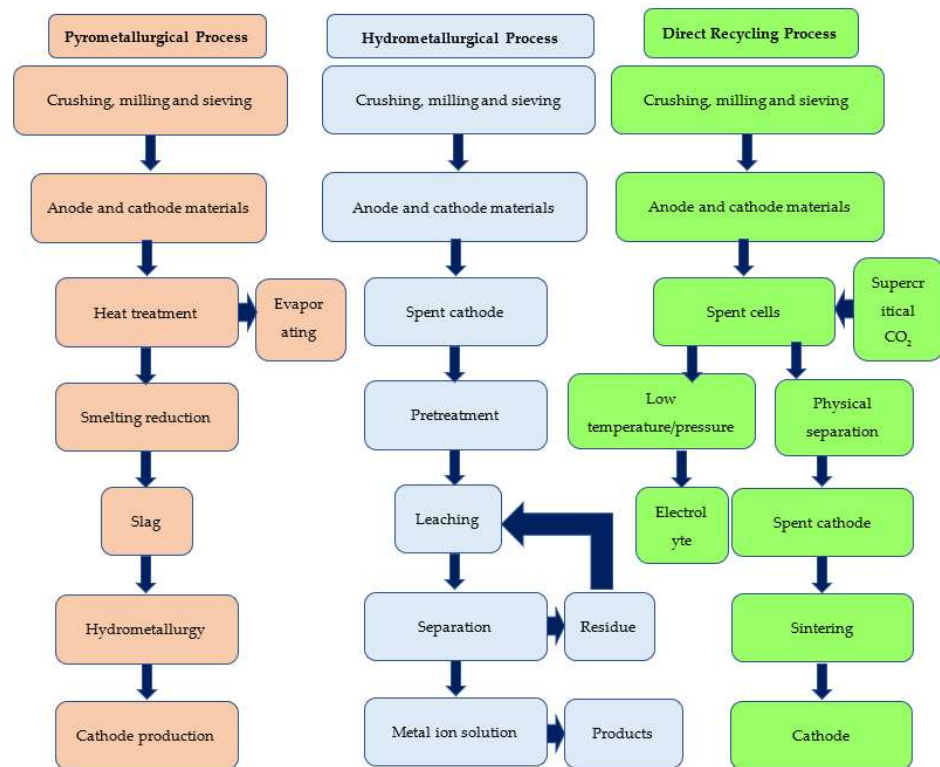 Pyrometallurgical Process
Crushing, milling and sieving
Anode and cathode materials
Heat treatment
Evapor
ating
Smelting reduction
Slag
Hydrometallurgy
Cathode production
Hydrometallurgical Process
Crushing, milling and sieving
Anode and cathode materials
Spent cathode
Pretreatment
Leaching
Separation
Residue
Metal ion solution
Products
Direct Recycling Process
Crushing, milling and sieving
Anode and cathode materials
Spent cells
Supercr
itical
CO₂
Low
temperature/pressure
Electrol
yte
Physical
separation
Spent cathode
Sintering
Cathode